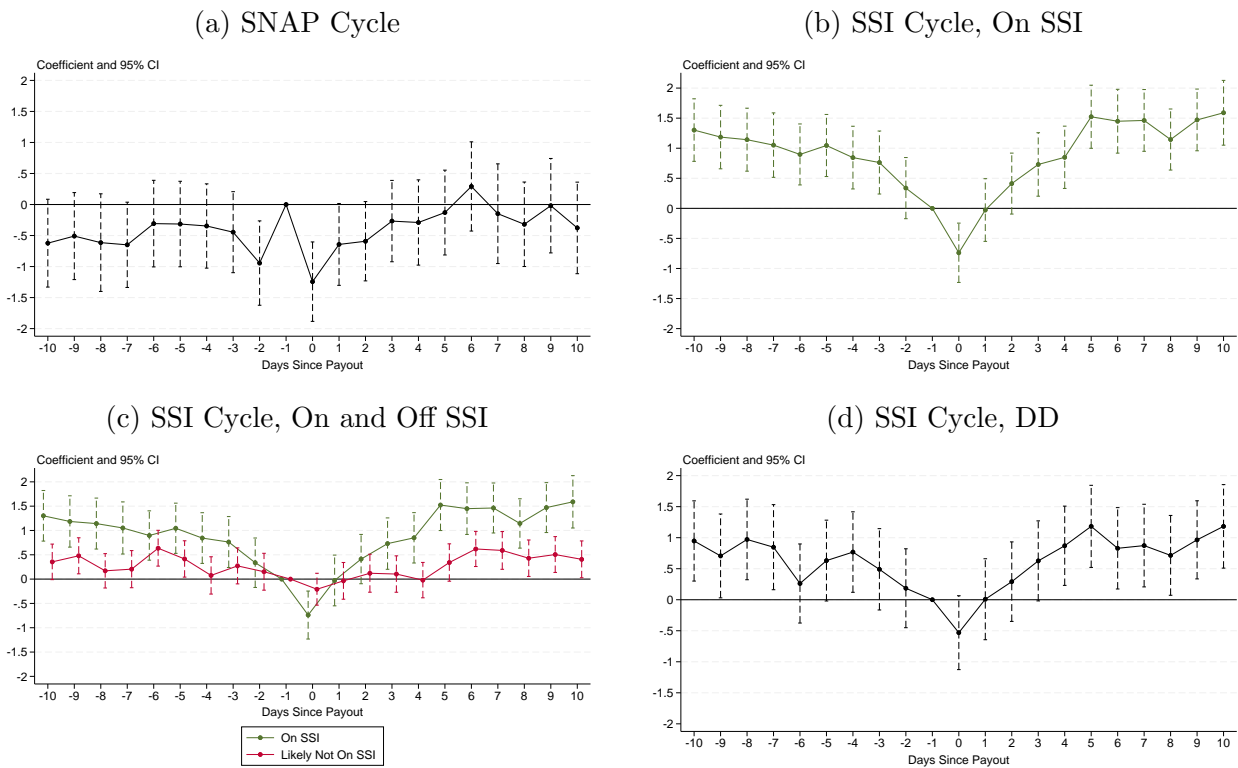 (a) SNAP Cycle
Coefficient and 95% CI
2
1.5
1
.5
0
-.5
-1
-1.5
-2
-10 -9 -8 -7 -6 -5 -4 -3 -2 -1 0 1 2 3 4 5 6 7 8 9 10
Days Since Payout
(b) SSI Cycle, On SSI
Coefficient and 95% CI
2
1.5
1
.5
0
-.5
-1
-1.5
-2
-10 -9 -8 -7 -6 -5 -4 -3 -2 -1 0 1 2 3 4 5 6 7 8 9 10
Days Since Payout
(c) SSI Cycle, On and Off SSI
Coefficient and 95% CI
2
1.5
1
.5
0
-.5
-1
-1.5
-2
-10 -9 -8 -7 -6 -5 -4 -3 -2 -1 0 1 2 3 4 5 6 7 8 9 10
Days Since Payout
On SSI
Likely Not On SSI
(d) SSI Cycle, DD
Coefficient and 95% CI
2
1.5
1
.5
0
-.5
-1
-1.5
-2
-10 -9 -8 -7 -6 -5 -4 -3 -2 -1 0 1 2 3 4 5 6 7 8 9 10
Days Since Payout